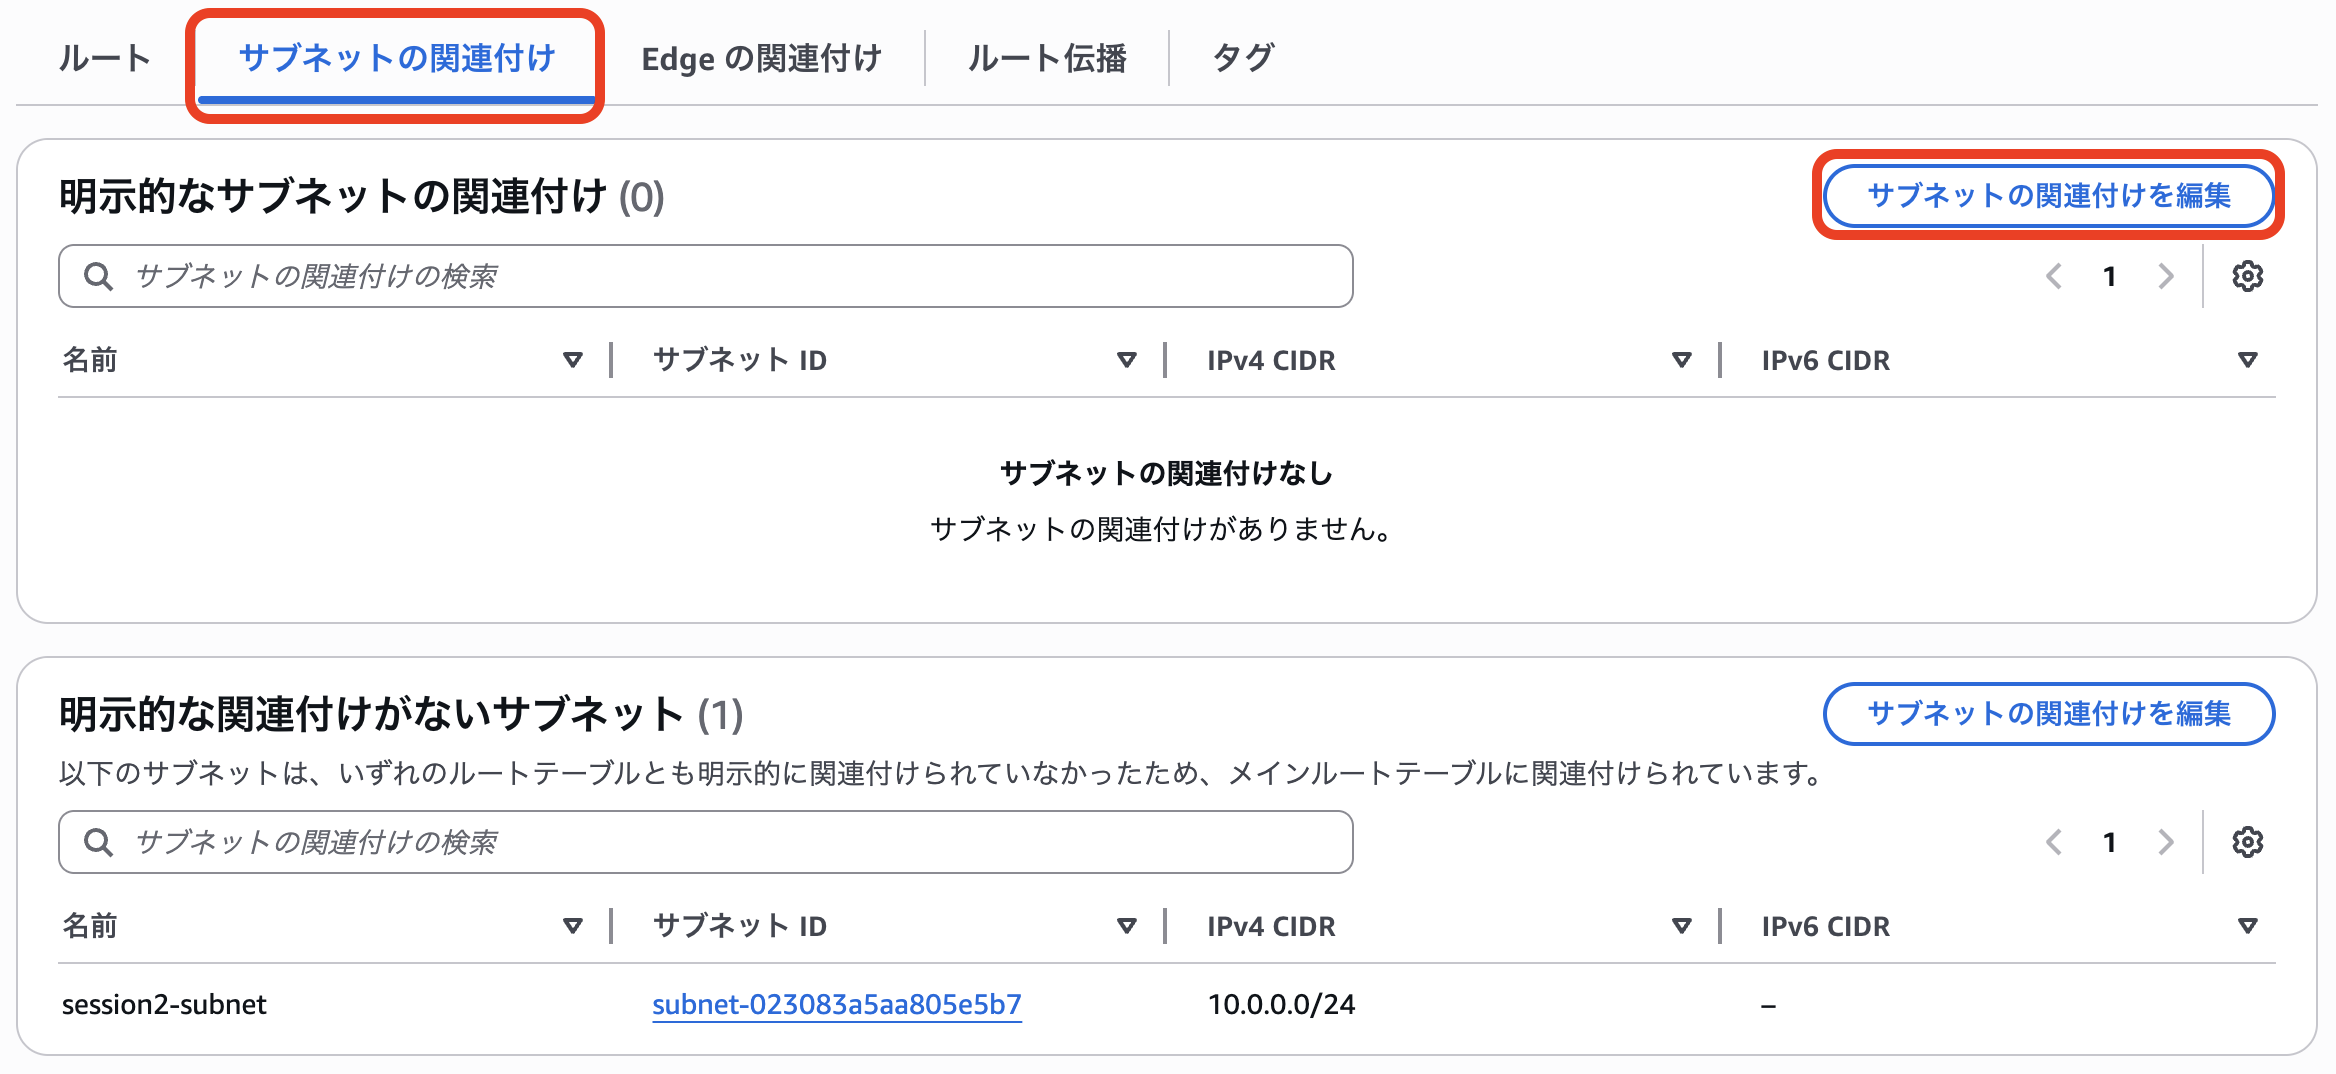 ルート サブネットの関連付け Edge の関連付け ルート伝播 タグ
明示的なサブネットの関連付け (0) サブネットの関連付けを編集
サブネットの関連付けの検索 1
名前 サブネット ID IPv4 CIDR IPv6 CIDR
サブネットの関連付けなし
サブネットの関連付けがありません。
明示的な関連付けがないサブネット (1) サブネットの関連付けを編集
以下のサブネットは、いずれのルートテーブルとも明示的に関連付けられていなかったため、メインルートテーブルに関連付けられています。
サブネットの関連付けの検索 1
名前 サブネット ID IPv4 CIDR IPv6 CIDR
session2-subnet subnet-023083a5aa805e5b7 10.0.0.0/24 –